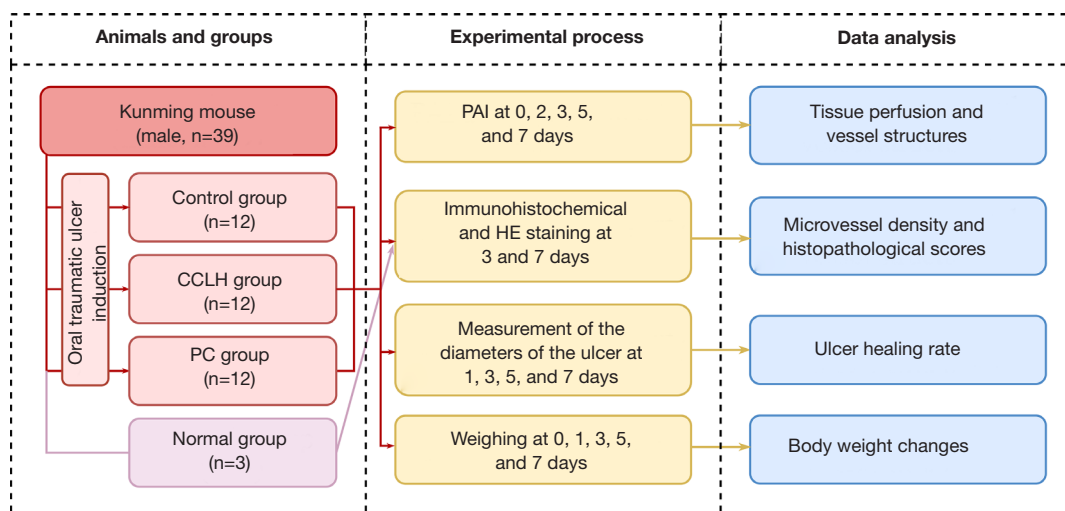 Animals and groups
Experimental process
Data analysis
Kunming mouse
(male, n=39)
Oral traumatic ulcer
induction
Control group
(n=12)
CCLH group
(n=12)
PC group
(n=12)
Normal group
(n=3)
PAI at 0, 2, 3, 5,
and 7 days
Immunohistochemical
and HE staining at
3 and 7 days
Measurement of the
diameters of the ulcer at
1, 3, 5, and 7 days
Weighing at 0, 1, 3, 5,
and 7 days
Tissue perfusion and
vessel structures
Microvessel density and
histopathological scores
Ulcer healing rate
Body weight changes